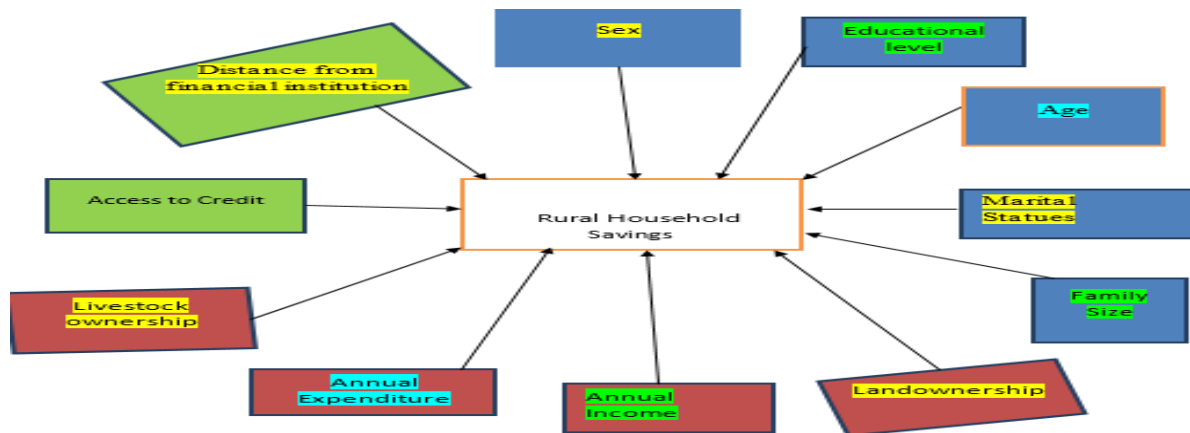 Sex
Educational
level
Distance from
financial institution
Age
Access to Credit
Marital
Statues
Rural Household
Savings
Livestock
ownership
Family
Size
Annual
Expenditure
Annual
Income
Landownership